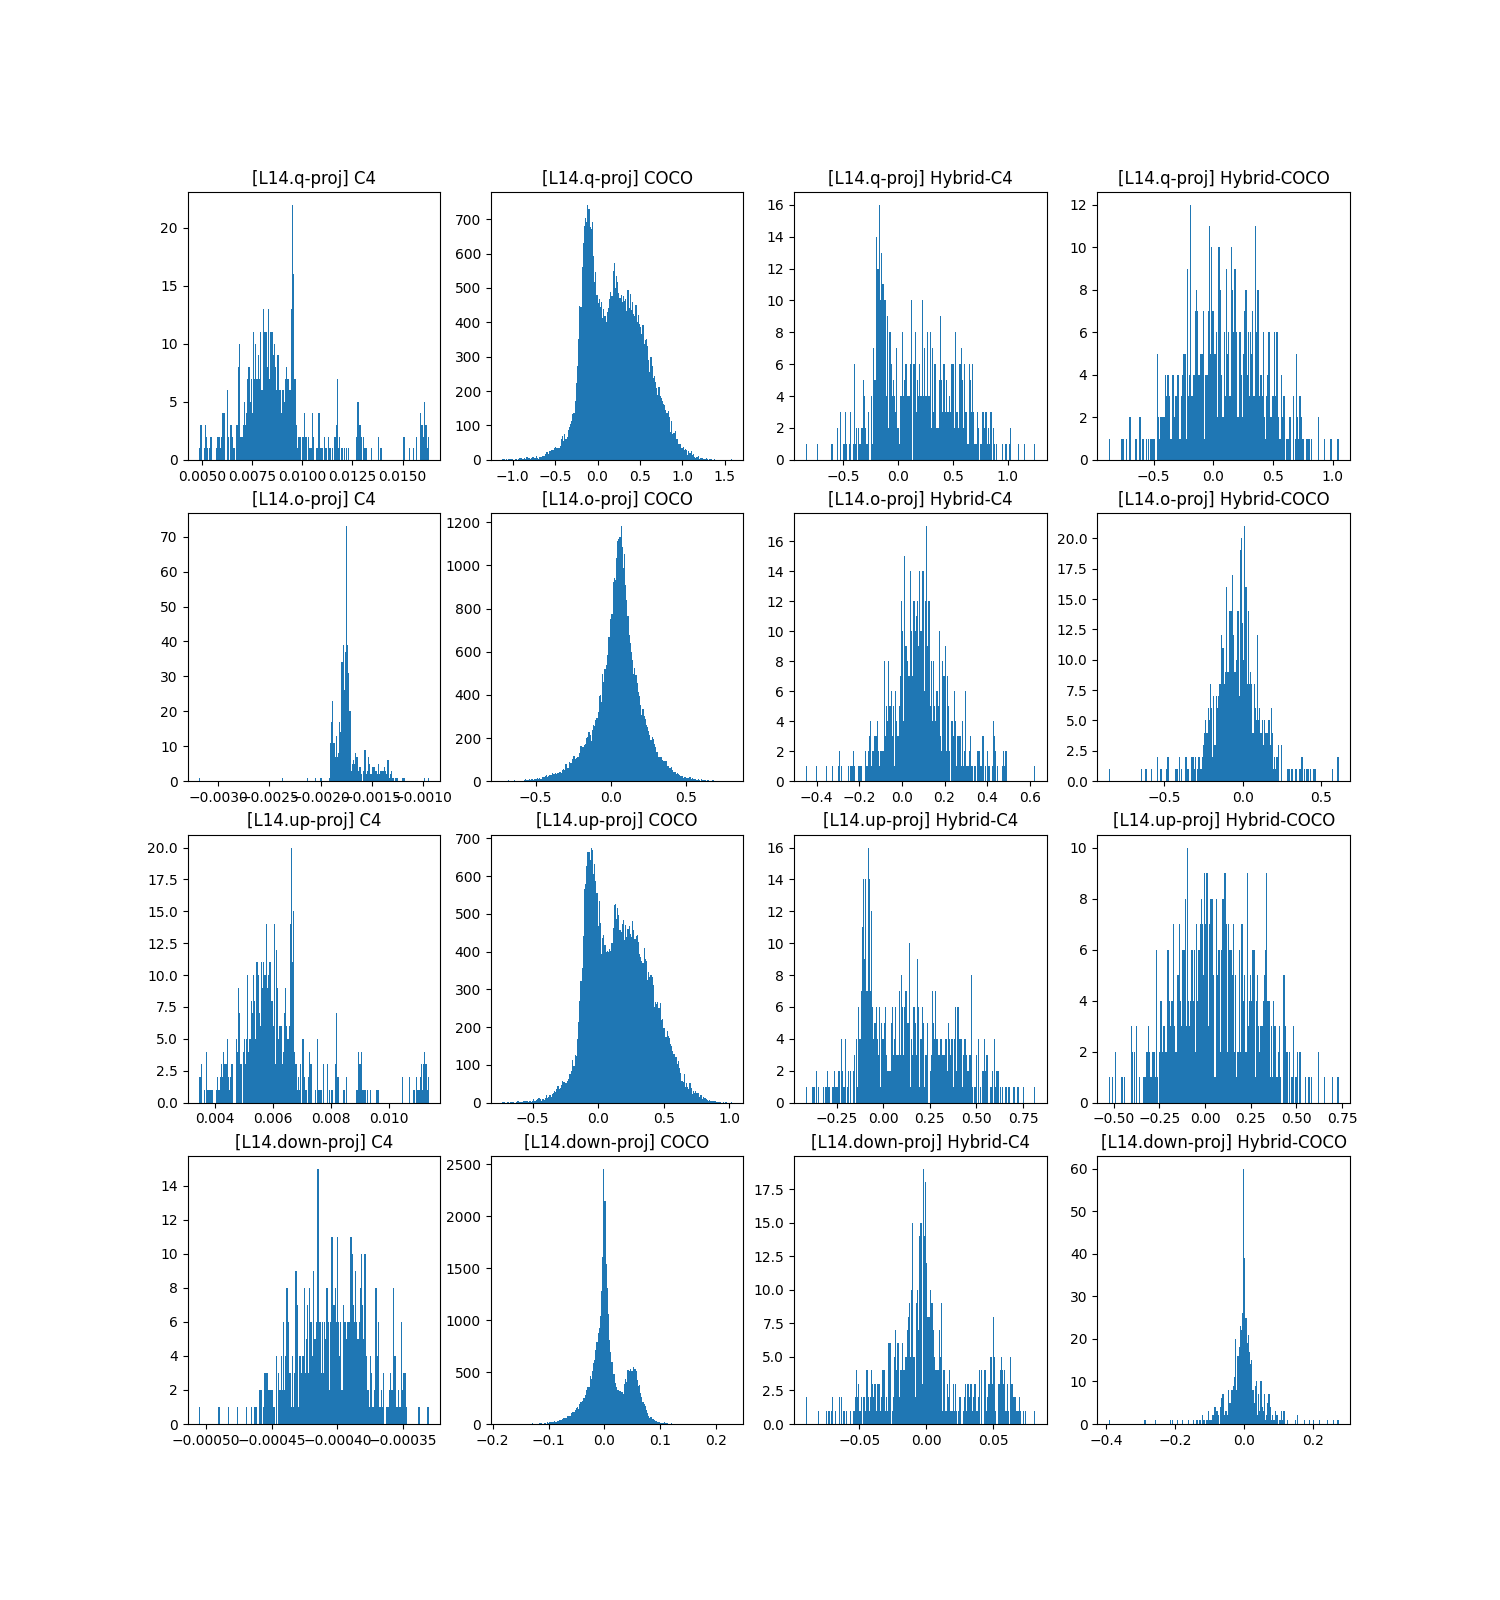 [L14.q-proj] C4 [L14.q-proj] COCO [L14.q-proj] Hybrid-C4 [L14.q-proj] Hybrid-COCO
20 15 10 5 0
0.0050 0.0075 0.0100 0.0125 0.0150
700 600 500 400 300 200 100 0
−1.0 −0.5 0.0 0.5 1.0 1.5
16 14 12 10 8 6 4 2 0
−0.5 0.0 0.5 1.0
12 10 8 6 4 2 0
−0.5 0.0 0.5 1.0
[L14.o-proj] C4 [L14.o-proj] COCO [L14.o-proj] Hybrid-C4 [L14.o-proj] Hybrid-COCO
70 60 50 40 30 20 10 0
−0.0030 −0.0025 −0.0020 −0.0015 −0.0010
1200 1000 800 600 400 200 0
−0.5 0.0 0.5
16 14 12 10 8 6 4 2 0
−0.4 −0.2 0.0 0.2 0.4 0.6
20.0 17.5 15.0 12.5 10.0 7.5 5.0 2.5 0.0
−0.5 0.0 0.5
[L14.up-proj] C4 [L14.up-proj] COCO [L14.up-proj] Hybrid-C4 [L14.up-proj] Hybrid-COCO
20.0 17.5 15.0 12.5 10.0 7.5 5.0 2.5 0.0
0.004 0.006 0.008 0.010
700 600 500 400 300 200 100 0
−0.5 0.0 0.5 1.0
16 14 12 10 8 6 4 2 0
−0.25 0.00 0.25 0.50 0.75
10 8 6 4 2 0
−0.50 −0.25 0.00 0.25 0.50 0.75
[L14.down-proj] C4 [L14.down-proj] COCO [L14.down-proj] Hybrid-C4 [L14.down-proj] Hybrid-COCO
14 12 10 8 6 4 2 0
−0.00050 −0.00045 −0.00040 −0.00035
2500 2000 1500 1000 500 0
−0.2 −0.1 0.0 0.1 0.2
17.5 15.0 12.5 10.0 7.5 5.0 2.5 0.0
−0.05 0.00 0.05
60 50 40 30 20 10 0
−0.4 −0.2 0.0 0.2